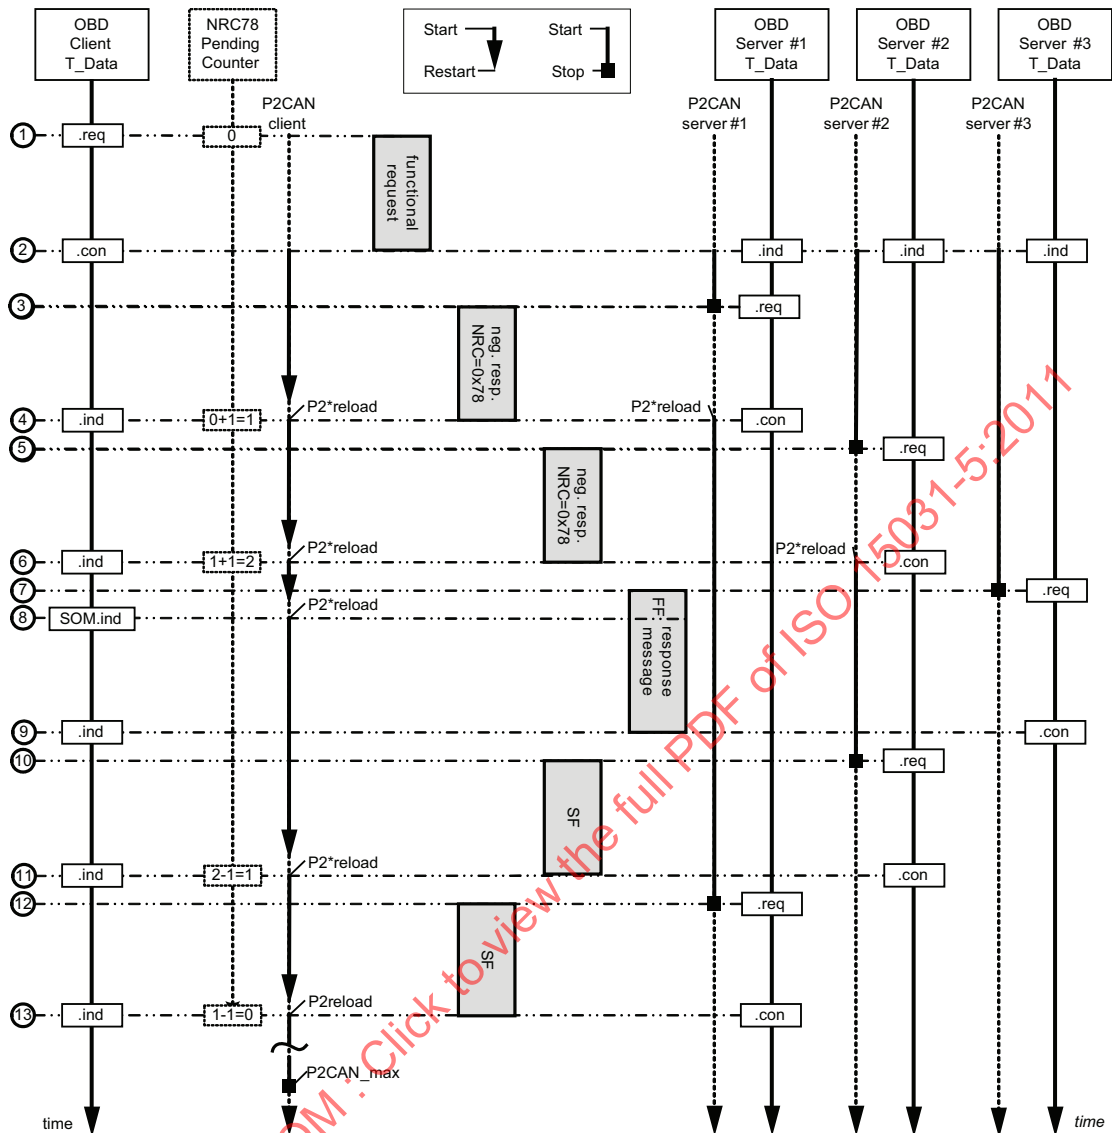 OBD
Client
T_Data
NRC78
Pending
Counter
Start
Restart
Start
Stop
OBD
Server #1
T_Data
OBD
Server #2
T_Data
OBD
Server #3
T_Data
P2CAN
client
P2CAN
server #1
P2CAN
server #2
P2CAN
server #3
1
.req
0
functional
request
2
.con
.ind
.ind
.ind
3
.req
neg. resp.
NRC=0x78
4
.ind
0+1=1
P2*reload
P2*reload
.con
5
.req
neg. resp.
NRC=0x78
6
.ind
1+1=2
P2*reload
P2*reload
.con
7
.req
8
SOM.ind
P2*reload
FF: response
message
9
.ind
.con
10
.req
SF
11
.ind
2-1=1
P2*reload
.con
12
.req
SF
13
.ind
1-1=0
P2reload
.con
P2CAN_max
time
time
OM : Click to view the full PDF of ISO 15031-5:2011